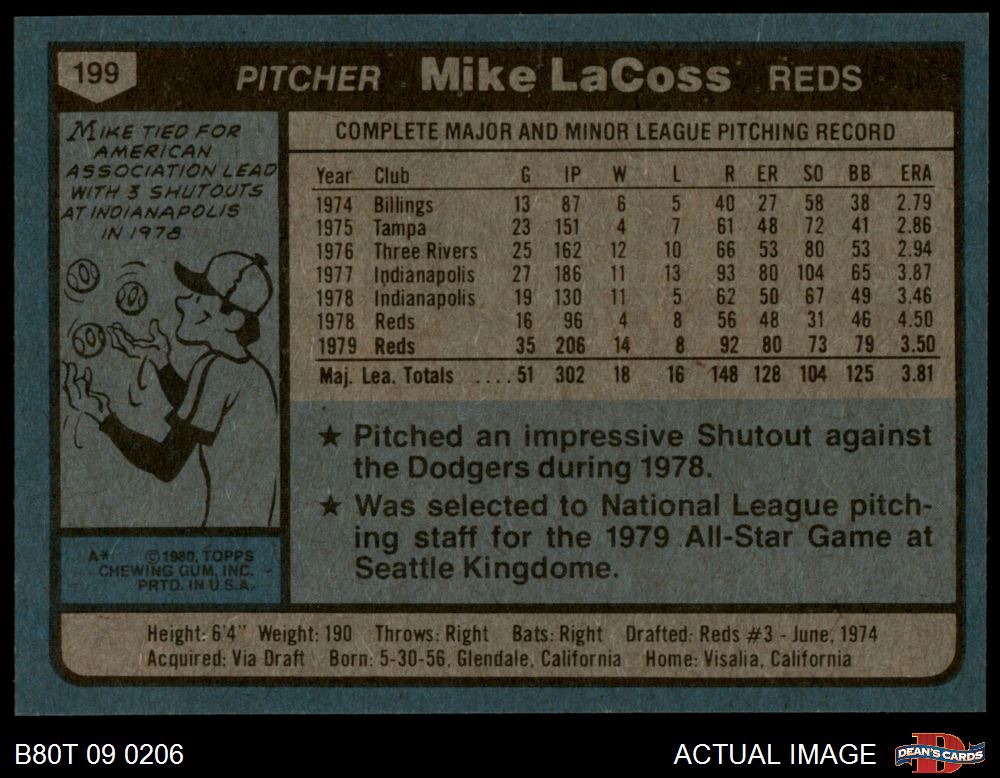 199 PITCHER Mike LaCoss REDS
MIKE TIED FOR
AMERICAN
ASSOCIATION LEAD
WITH 3 SHUTOUTS
AT INDIANAPOLIS
IN 1978
COMPLETE MAJOR AND MINOR LEAGUE PITCHING RECORD
Year Club G IP W L R ER SO BB ERA
1974 Billings 13 87 6 5 40 27 58 38 2.79
1975 Tampa 23 151 4 7 61 48 72 41 2.86
1976 Three Rivers 25 162 12 10 66 53 80 53 2.94
1977 Indianapolis 27 186 11 13 93 80 104 65 3.87
1978 Indianapolis 19 130 11 5 62 50 67 49 3.46
1978 Reds 16 96 4 8 56 48 31 46 4.50
1979 Reds 35 206 14 8 92 80 73 79 3.50
Maj. Lea. Totals ....51 302 18 16 148 128 104 125 3.81
★ Pitched an impressive Shutout against
the Dodgers during 1978.
★ Was selected to National League pitch-
ing staff for the 1979 All-Star Game at
Seattle Kingdome.
A* ©1980, TOPPS
CHEWING GUM, INC.
PRTD. IN U.S.A.
Height: 6'4" Weight: 190 Throws: Right Bats: Right Drafted: Reds #3 - June, 1974
Acquired: Via Draft Born: 5-30-56, Glendale, California Home: Visalia, California
B80T 09 0206 ACTUAL IMAGE DEAN'S CARDS